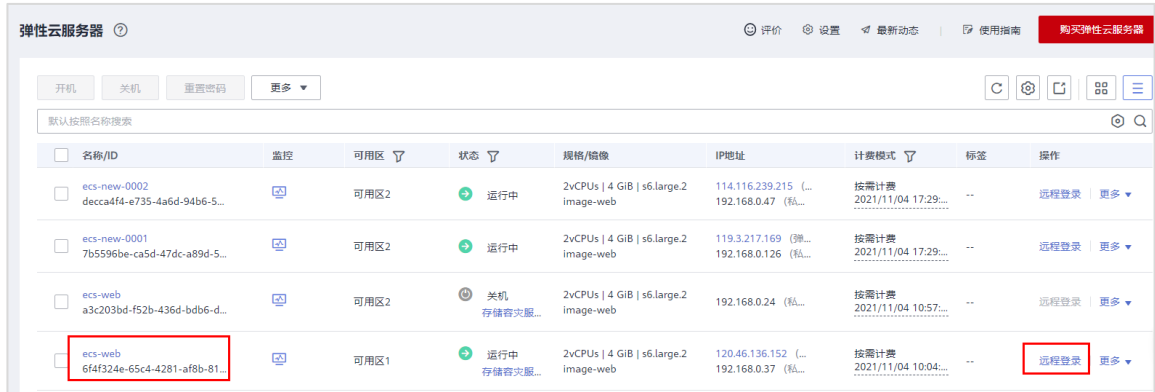 弹性云服务器
评价 设置 最新动态 使用指南 购买弹性云服务器
开机 关机 重置密码 更多
默认按照名称搜索
名称/ID 监控 可用区 状态 规格/镜像 IP地址 计费模式 标签 操作
ecs-new-0002 可用区2 运行中 2vCPUs | 4 GiB | s6.large.2 114.116.239.215 (... 按需计费 -- 远程登录 更多
decca4f4-e735-4a6d-94b6-5... image-web 192.168.0.47 (私... 2021/11/04 17:29:...
ecs-new-0001 可用区2 运行中 2vCPUs | 4 GiB | s6.large.2 119.3.217.169 (弹... 按需计费 -- 远程登录 更多
7b5596be-ca5d-47dc-a89d-5... image-web 192.168.0.126 (私... 2021/11/04 17:29:...
ecs-web 可用区2 关机 2vCPUs | 4 GiB | s6.large.2 192.168.0.24 (私... 按需计费 -- 远程登录 更多
a3c203bd-f52b-436d-bdb6-d... 存储容灾服... image-web 2021/11/04 10:57:...
ecs-web 可用区1 运行中 2vCPUs | 4 GiB | s6.large.2 120.46.136.152 (... 按需计费 -- 远程登录 更多
6f4f324e-65c4-4281-af8b-81... 存储容灾服... image-web 192.168.0.37 (私... 2021/11/04 10:04:...